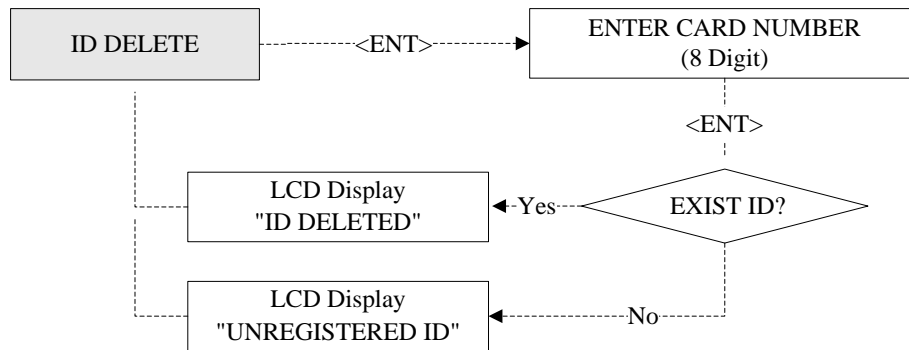 ID DELETE
<ENT>
ENTER CARD NUMBER
(8 Digit)
<ENT>
EXIST ID?
Yes
LCD Display
"ID DELETED"
No
LCD Display
"UNREGISTERED ID"